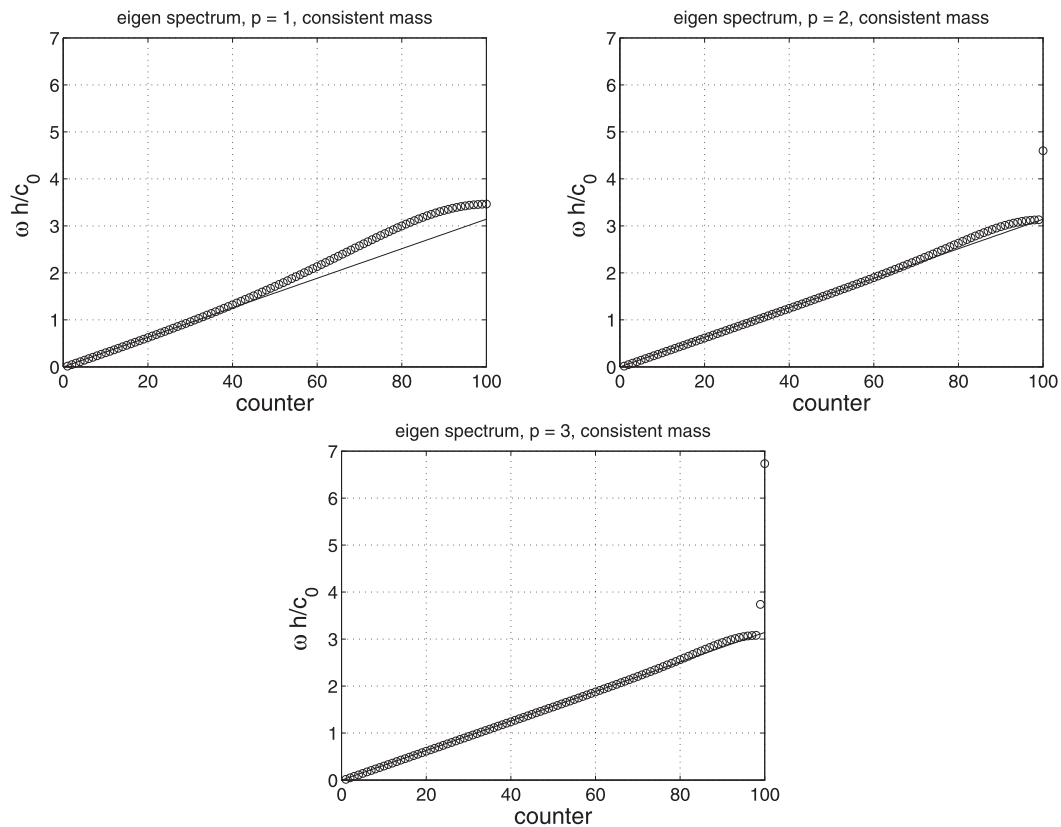 eigen spectrum, p = 1, consistent mass
7
6
5
4
3
2
1
0
ω h/c₀
0 20 40 60 80 100
counter
eigen spectrum, p = 2, consistent mass
7
6
5
4
3
2
1
0
ω h/c₀
0 20 40 60 80 100
counter
eigen spectrum, p = 3, consistent mass
7
6
5
4
3
2
1
0
ω h/c₀
0 20 40 60 80 100
counter